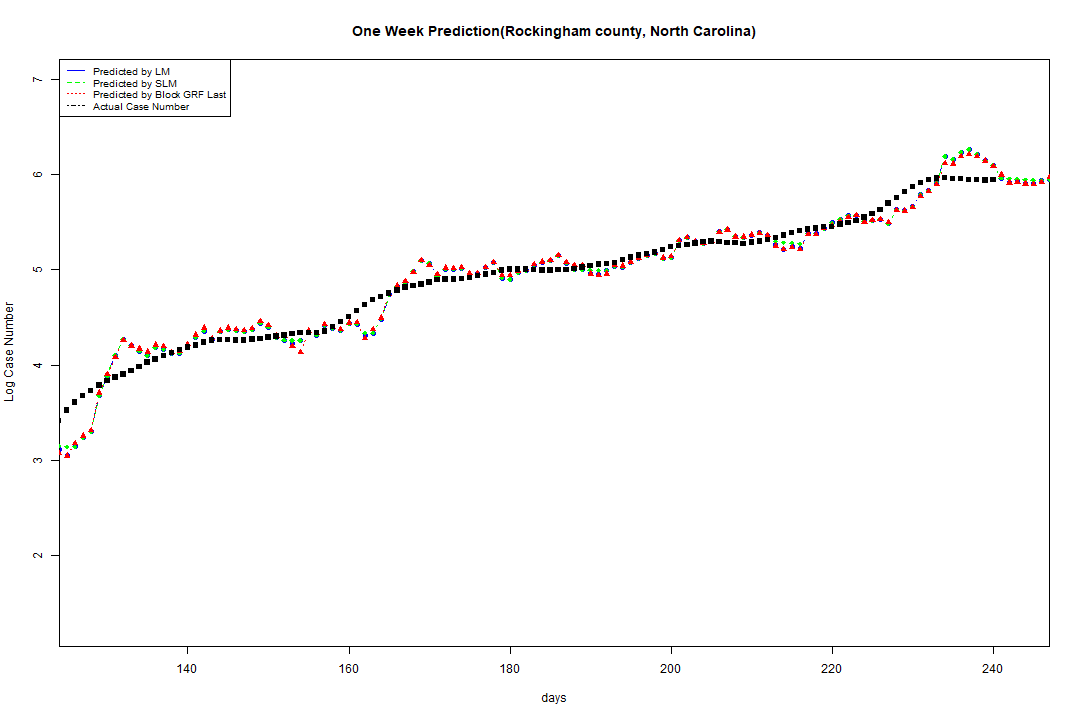 One Week Prediction(Rockingham county, North Carolina)
Predicted by LM
Predicted by SLM
Predicted by Block GRF Last
Actual Case Number
7
6
5
4
3
2
Log Case Number
140 160 180 200 220 240
days